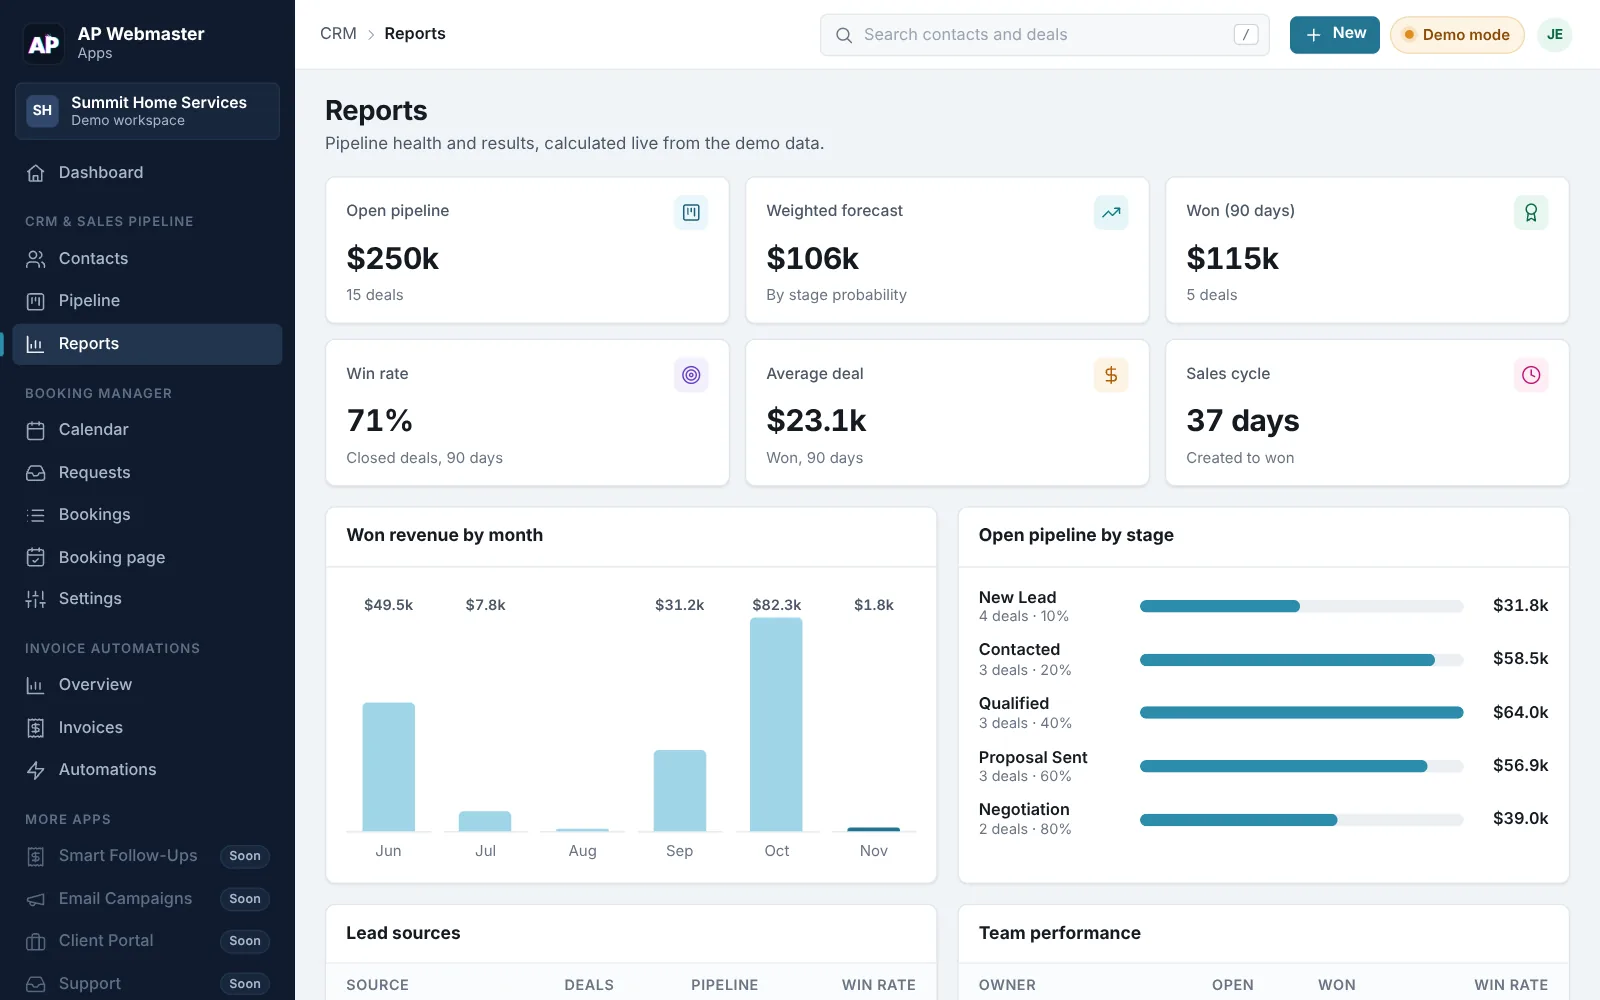 AP
AP Webmaster
Apps
SH
Summit Home Services
Demo workspace
Dashboard
CRM & SALES PIPELINE
Contacts
Pipeline
Reports
BOOKING MANAGER
Calendar
Requests
Bookings
Booking page
Settings
INVOICE AUTOMATIONS
Overview
Invoices
Automations
MORE APPS
Smart Follow-Ups Soon
Email Campaigns Soon
Client Portal Soon
Support Soon
CRM > Reports
Search contacts and deals /
+ New
Demo mode
JE
Reports
Pipeline health and results, calculated live from the demo data.
Open pipeline
$250k
15 deals
Weighted forecast
$106k
By stage probability
Won (90 days)
$115k
5 deals
Win rate
71%
Closed deals, 90 days
Average deal
$23.1k
Won, 90 days
Sales cycle
37 days
Created to won
Won revenue by month
$49.5k $7.8k $31.2k $82.3k $1.8k
Jun Jul Aug Sep Oct Nov
Open pipeline by stage
New Lead
4 deals · 10%
$31.8k
Contacted
3 deals · 20%
$58.5k
Qualified
3 deals · 40%
$64.0k
Proposal Sent
3 deals · 60%
$56.9k
Negotiation
2 deals · 80%
$39.0k
Lead sources
SOURCE DEALS PIPELINE WIN RATE
Team performance
OWNER OPEN WON WIN RATE